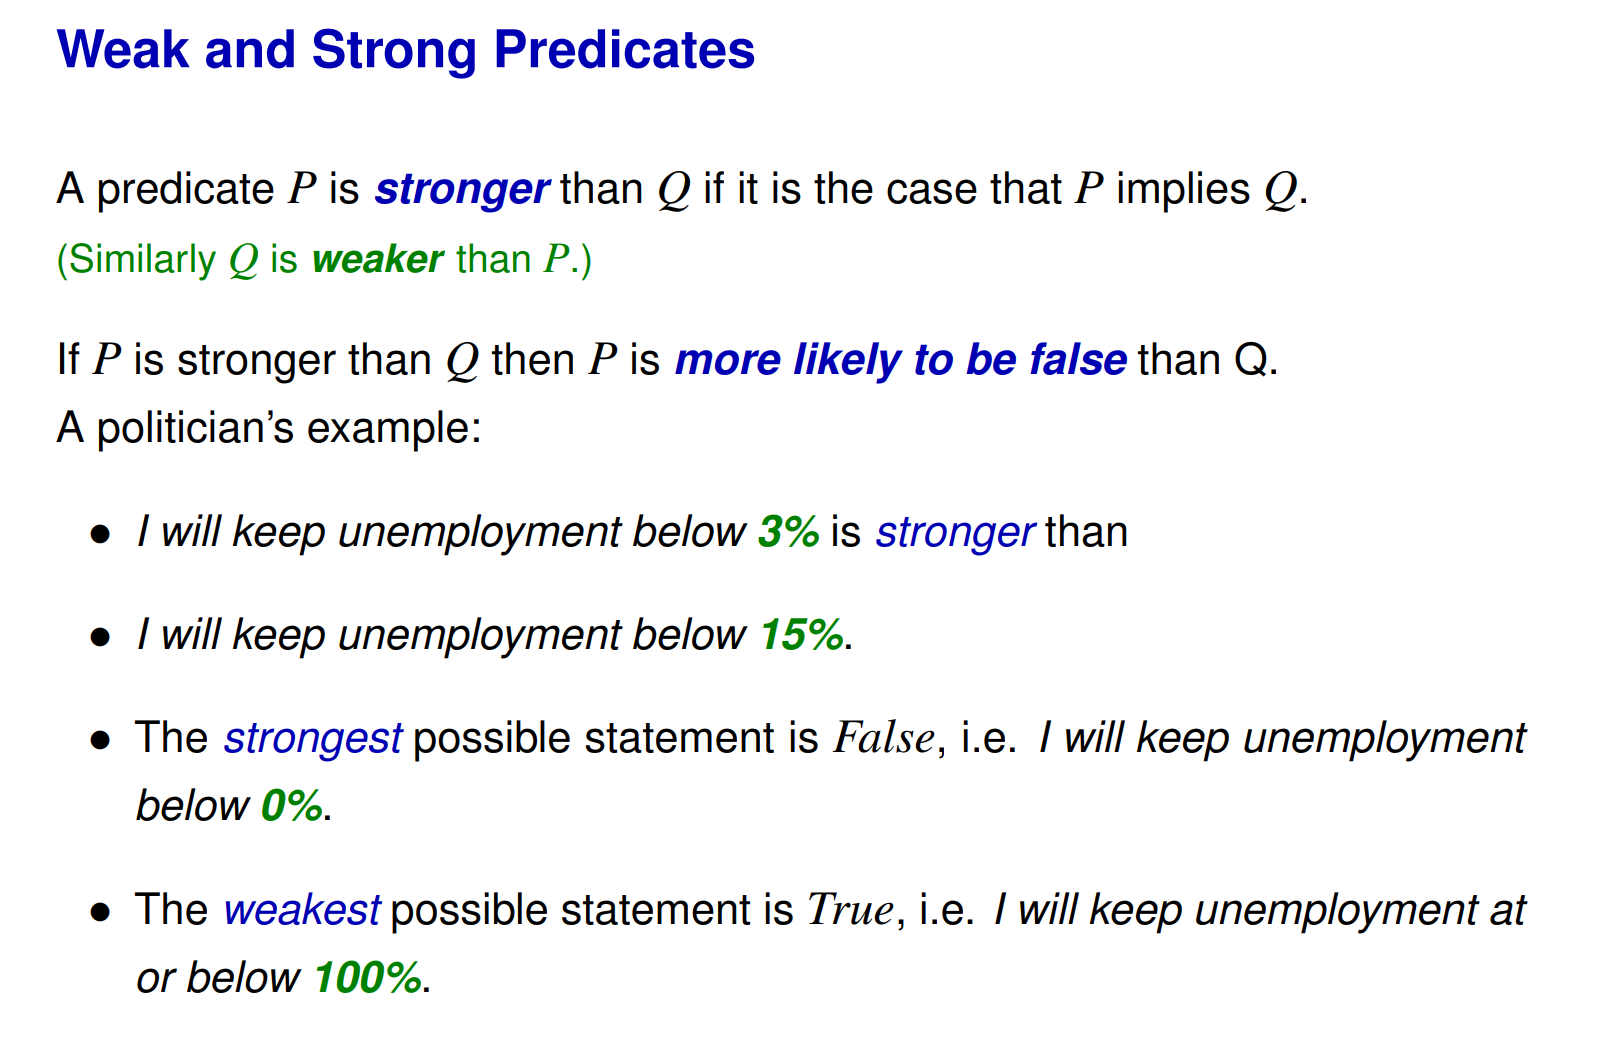 Weak and Strong Predicates
A predicate P is stronger than Q if it is the case that P implies Q.
(Similarly Q is weaker than P.)
If P is stronger than Q then P is more likely to be false than Q.
A politician’s example:
● I will keep unemployment below 3% is stronger than
● I will keep unemployment below 15%.
● The strongest possible statement is False, i.e. I will keep unemployment
below 0%.
● The weakest possible statement is True, i.e. I will keep unemployment at
or below 100%.